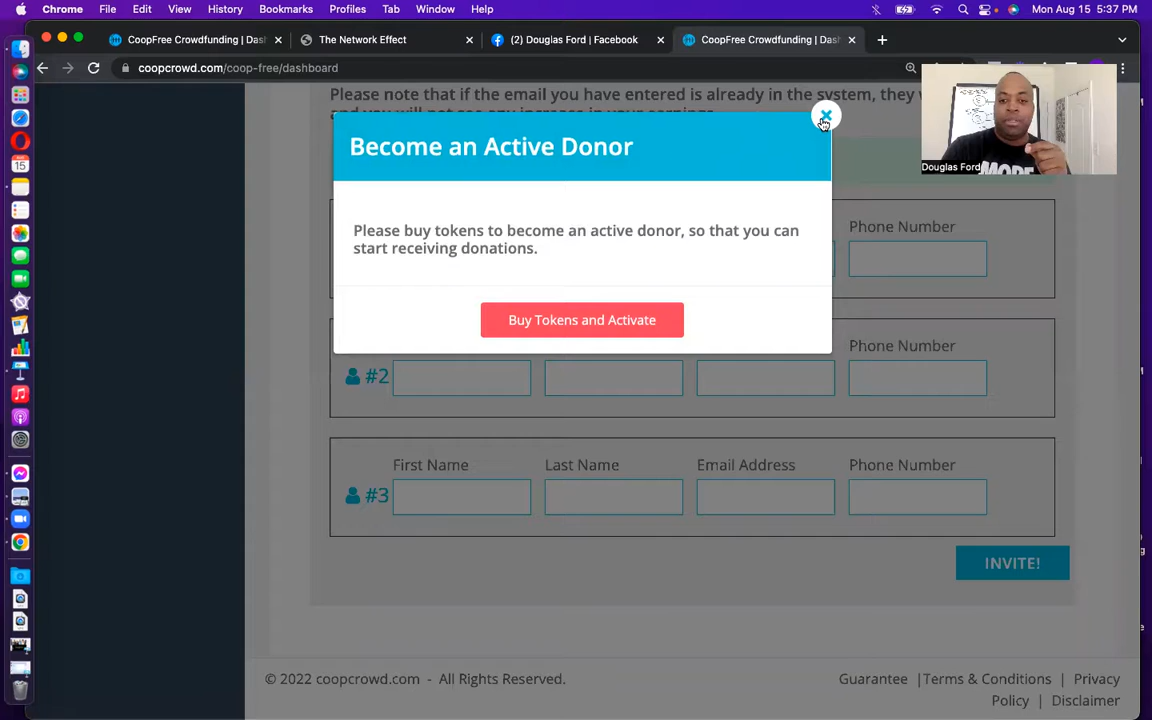 Chrome File Edit View History Bookmarks Profiles Tab Window Help Mon Aug 15 5:37 PM
CoopFree Crowdfunding | Das
The Network Effect
(2) Douglas Ford | Facebook
CoopFree Crowdfunding | Das
coopcrowd.com/coop-free/dashboard
Please note that if the email you have entered is already in the system, they
Become an Active Donor
MORE
Douglas Ford
Please buy tokens to become an active donor, so that you can
start receiving donations.
Phone Number
Buy Tokens and Activate
Phone Number
#2
First Name Last Name Email Address Phone Number
#3
INVITE!
© 2022 coopcrowd.com - All Rights Reserved.
Guarantee | Terms & Conditions | Privacy
Policy | Disclaimer